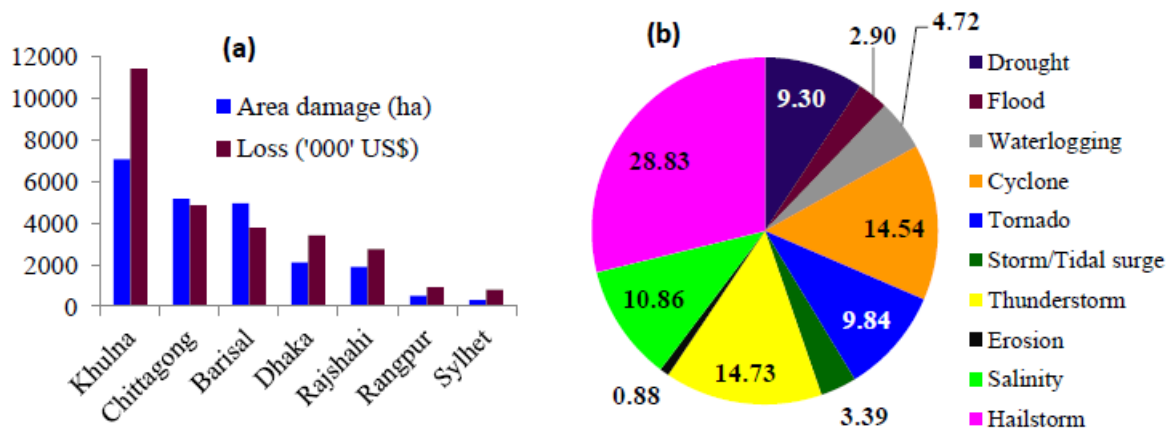 (a)
12000
10000
8000
6000
4000
2000
0
Area damage (ha)
Loss ('000' US$)
Khulna
Chittagong
Barisal
Dhaka
Rajshahi
Rangpur
Sylhet
(b)
9.30
2.90
4.72
14.54
9.84
3.39
14.73
0.88
10.86
28.83
Drought
Flood
Waterlogging
Cyclone
Tornado
Storm/Tidal surge
Thunderstorm
Erosion
Salinity
Hailstorm